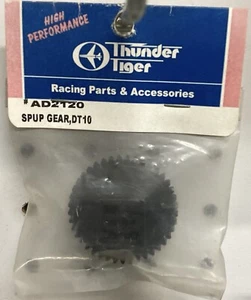 HIGH
PERFORMANCE
Thunder
Tiger
Racing Parts & Accessories
AD2120
SPUP GEAR,DT10